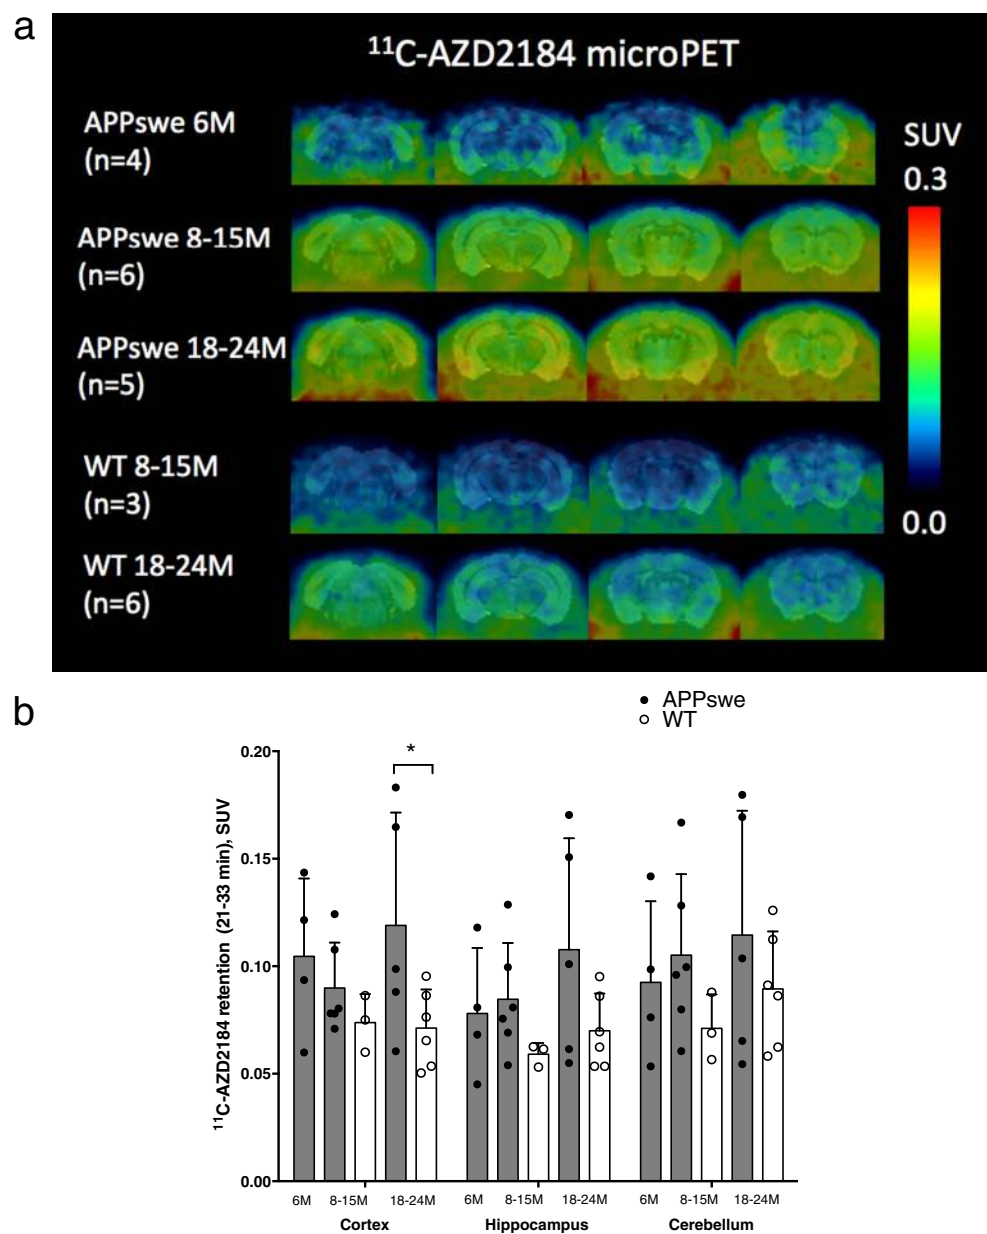 a
¹¹C-AZD2184 microPET
APPswe 6M
(n=4)
SUV
0.3
APPswe 8-15M
(n=6)
APPswe 18-24M
(n=5)
WT 8-15M
(n=3)
0.0
WT 18-24M
(n=6)
b
APPswe
WT
*
0.20
0.15
0.10
0.05
0.00
¹¹C-AZD2184 retention (21-33 min), SUV
6M 8-15M 18-24M 6M 8-15M 18-24M 6M 8-15M 18-24M
Cortex Hippocampus Cerebellum